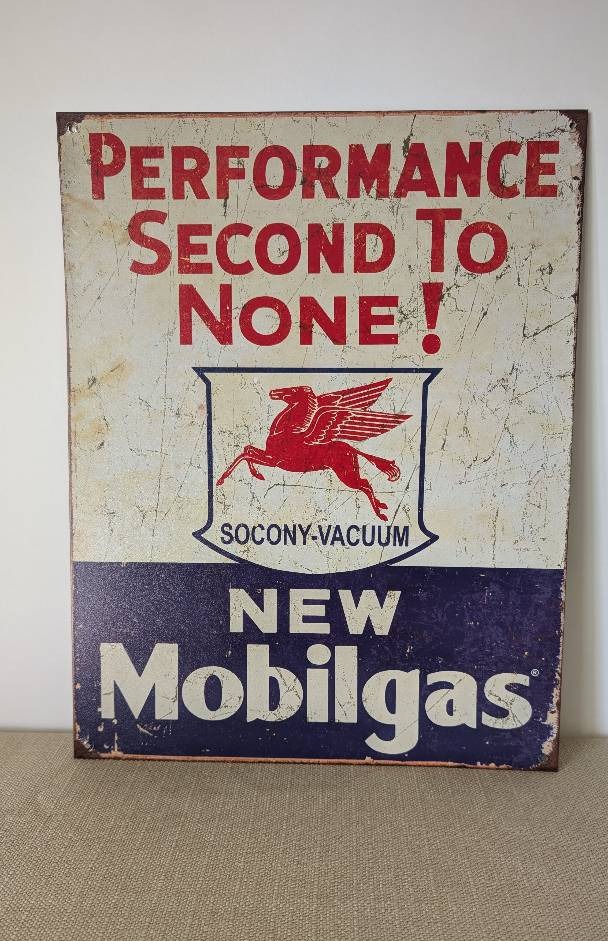 PERFORMANCE
SECOND TO
NONE!
SOCONY-VACUUM
NEW
Mobilgas®